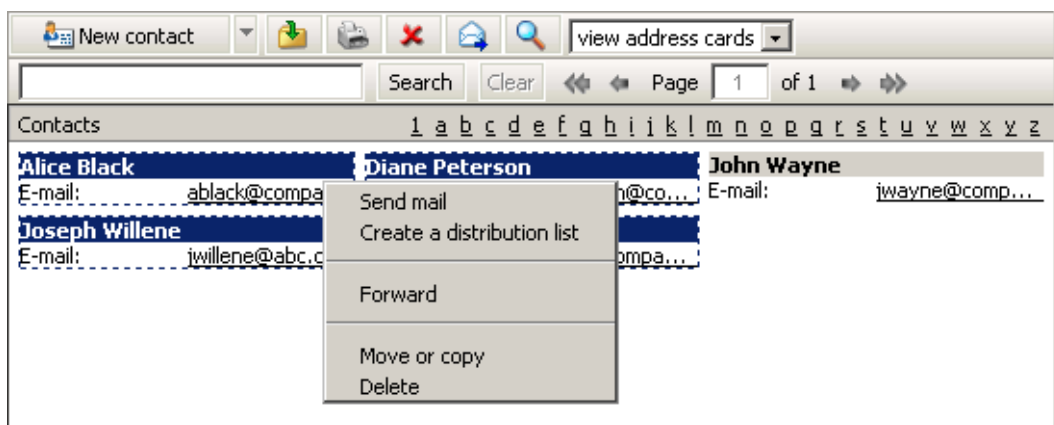 New contact view address cards
Search Clear Page 1 of 1
Contacts 1 a b c d e f g h i j k l m n o p q r s t u v w x y z
Alice Black Diane Peterson John Wayne
E-mail: ablack@compa n@co... E-mail: jwayne@comp...
Send mail
Joseph Willene
Create a distribution list
E-mail: jwillene@abc.c ompa...
Forward
Move or copy
Delete